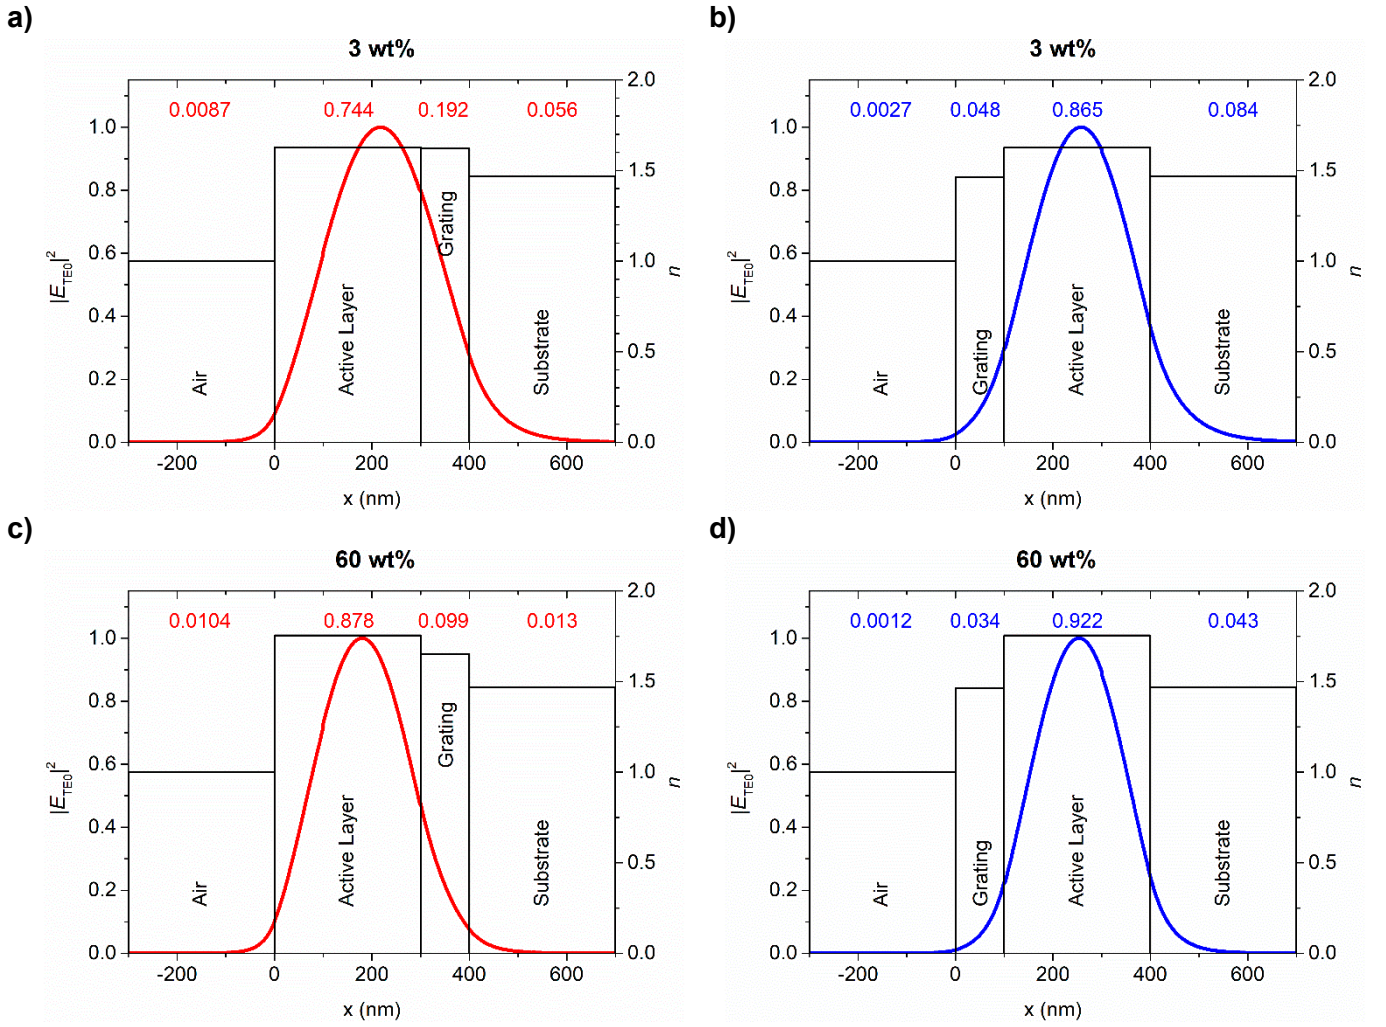 a)
3 wt%
0.0087 0.744 0.192 0.056
1.0
0.8
0.6
0.4
0.2
0.0
|E_TE0|²
2.0
1.5
1.0
0.5
0.0
n
Air
Active Layer
Grating
Substrate
-200 0 200 400 600
x (nm)
b)
3 wt%
0.0027 0.048 0.865 0.084
1.0
0.8
0.6
0.4
0.2
0.0
|E_TE0|²
2.0
1.5
1.0
0.5
0.0
n
Air
Grating
Active Layer
Substrate
-200 0 200 400 600
x (nm)
c)
60 wt%
0.0104 0.878 0.099 0.013
1.0
0.8
0.6
0.4
0.2
0.0
|E_TE0|²
2.0
1.5
1.0
0.5
0.0
n
Air
Active Layer
Grating
Substrate
-200 0 200 400 600
x (nm)
d)
60 wt%
0.0012 0.034 0.922 0.043
1.0
0.8
0.6
0.4
0.2
0.0
|E_TE0|²
2.0
1.5
1.0
0.5
0.0
n
Air
Grating
Active Layer
Substrate
-200 0 200 400 600
x (nm)